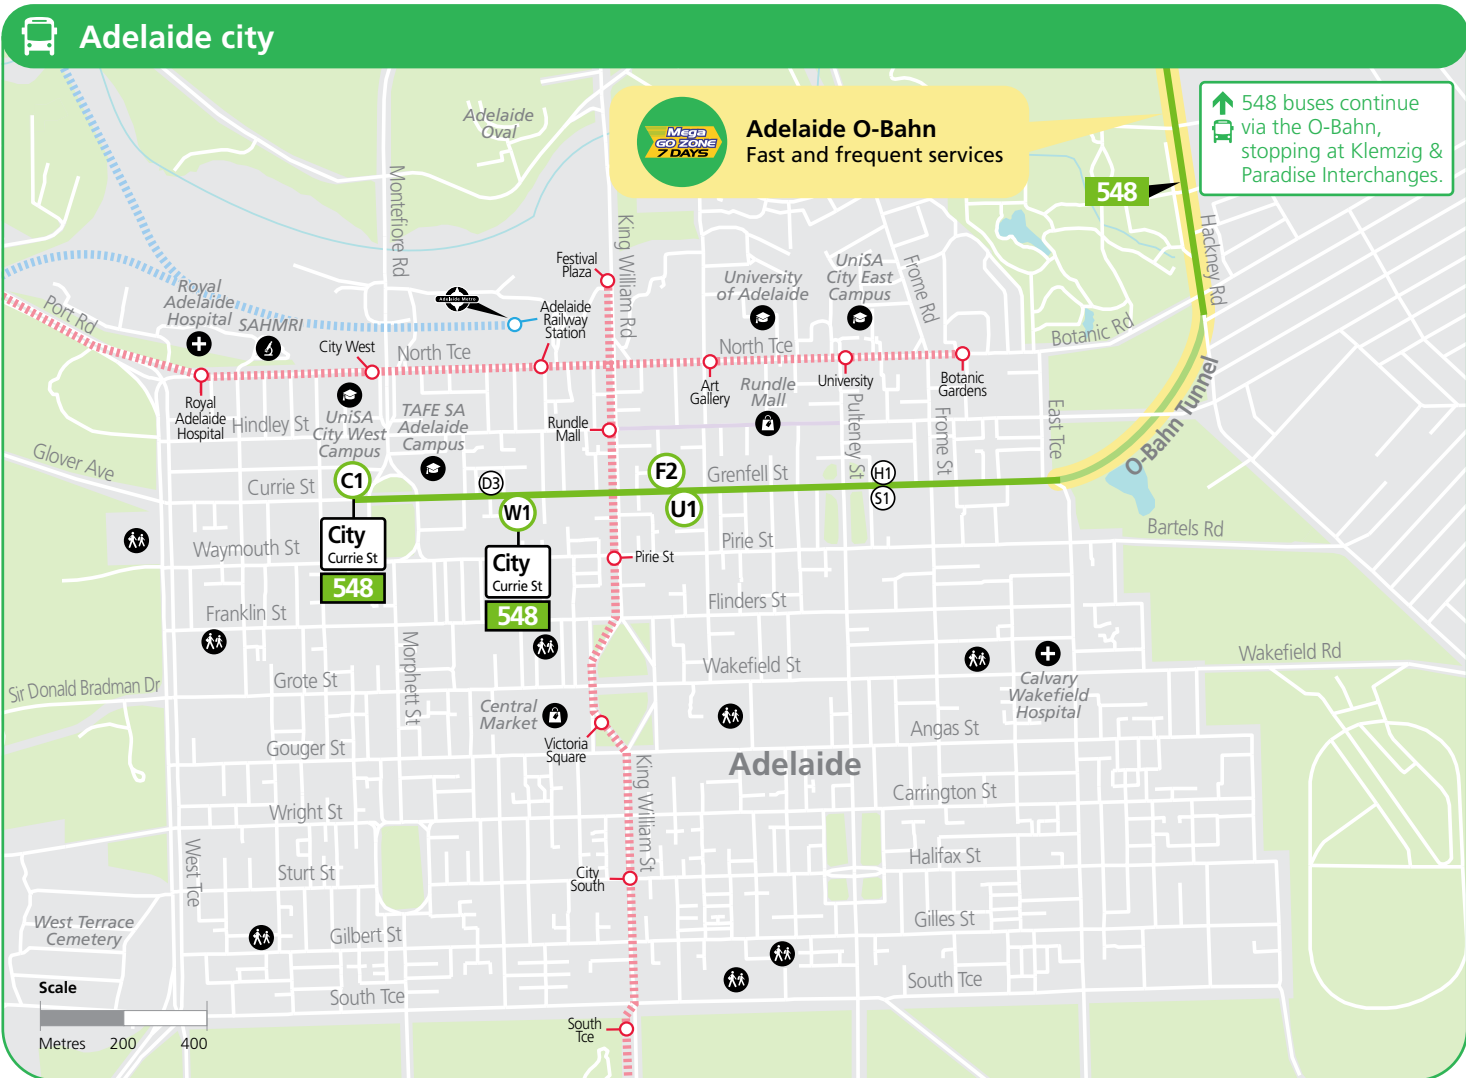 Adelaide city
Adelaide
Oval
Mega
GO ZONE
7 DAYS
Adelaide O-Bahn
Fast and frequent services
548 buses continue
via the O-Bahn,
stopping at Klemzig &
Paradise Interchanges.
548
Montefiore Rd
King William Rd
Hackney Rd
Festival
Plaza
University
of Adelaide
UniSA
City East
Campus
Frome Rd
Royal
Adelaide
Hospital
SAHMRI
Port Rd
Adelaide Metro
Adelaide
Railway
Station
Botanic Rd
City West
North Tce
North Tce
Art
Gallery
Rundle
Mall
University
Botanic
Gardens
Royal
Adelaide
Hospital
Hindley St
UniSA
City West
Campus
TAFE SA
Adelaide
Campus
Rundle
Mall
Pulteney St
Frome St
East Tce
O-Bahn Tunnel
Glover Ave
Currie St
C1
D3
W1
F2
U1
Grenfell St
H1
S1
City
Currie St
548
City
Currie St
548
Waymouth St
Pirie St
Pirie St
Bartels Rd
Franklin St
Flinders St
Morphett St
Wakefield St
Wakefield Rd
Sir Donald Bradman Dr
Grote St
Calvary
Wakefield
Hospital
Central
Market
Victoria
Square
Angas St
Gouger St
Adelaide
King William St
Carrington St
Wright St
West Tce
Sturt St
City
South
Halifax St
West Terrace
Cemetery
Gilbert St
Gilles St
South Tce
South Tce
South
Tce
Scale
Metres 200 400